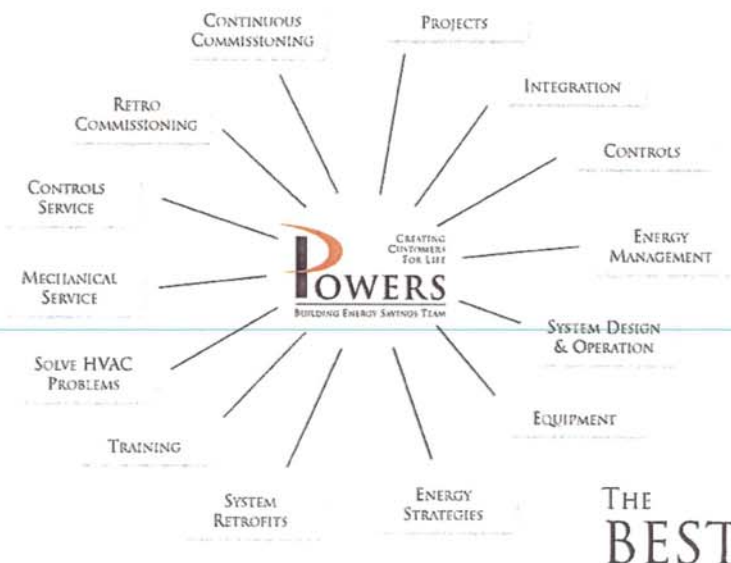 CONTINUOUS
COMMISSIONING
PROJECTS
RETRO
COMMISSIONING
INTEGRATION
CONTROLS
CONTROLS
SERVICE
CREATING
CUSTOMERS
FOR LIFE
POWERS
BUILDING ENERGY SAVINGS TEAM
ENERGY
MANAGEMENT
MECHANICAL
SERVICE
SYSTEM DESIGN
& OPERATION
SOLVE HVAC
PROBLEMS
EQUIPMENT
TRAINING
SYSTEM
RETROFITS
ENERGY
STRATEGIES
THE
BEST